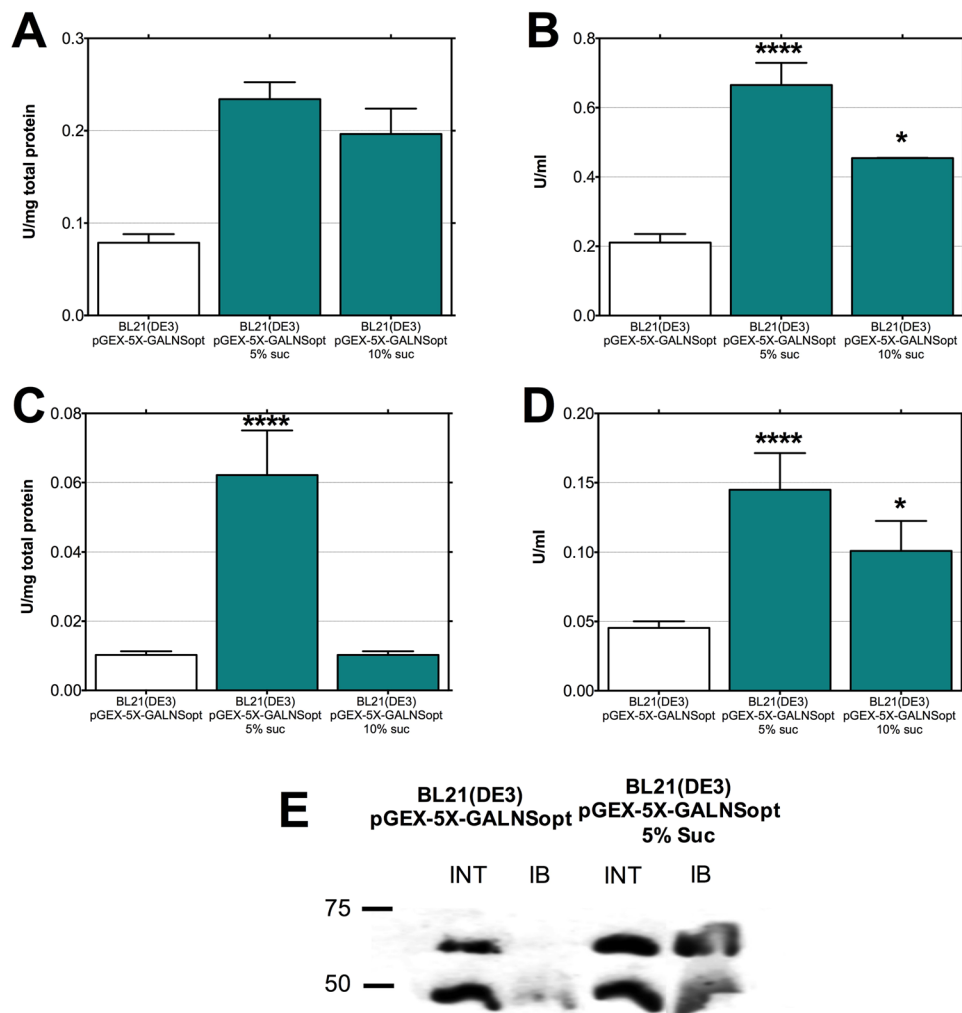 A
0.3
0.2
0.1
0.0
U/mg total protein
BL21(DE3)
pGEX-5X-GALNSopt
BL21(DE3)
pGEX-5X-GALNSopt
5% suc
BL21(DE3)
pGEX-5X-GALNSopt
10% suc
B
0.8
0.6
0.4
0.2
0.0
U/ml
****
*
BL21(DE3)
pGEX-5X-GALNSopt
BL21(DE3)
pGEX-5X-GALNSopt
5% suc
BL21(DE3)
pGEX-5X-GALNSopt
10% suc
C
0.08
0.06
0.04
0.02
0.00
U/mg total protein
****
BL21(DE3)
pGEX-5X-GALNSopt
BL21(DE3)
pGEX-5X-GALNSopt
5% suc
BL21(DE3)
pGEX-5X-GALNSopt
10% suc
D
0.20
0.15
0.10
0.05
0.00
U/ml
****
*
BL21(DE3)
pGEX-5X-GALNSopt
BL21(DE3)
pGEX-5X-GALNSopt
5% suc
BL21(DE3)
pGEX-5X-GALNSopt
10% suc
E
BL21(DE3)
pGEX-5X-GALNSopt
BL21(DE3)
pGEX-5X-GALNSopt
5% Suc
INT IB INT IB
75
50